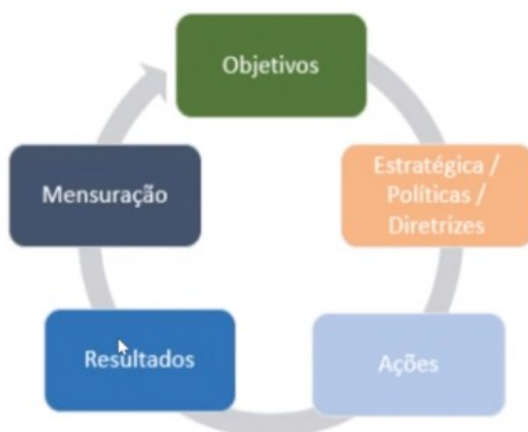 Objetivos
Estratégica /
Políticas /
Diretrizes
Ações
Resultados
Mensuração